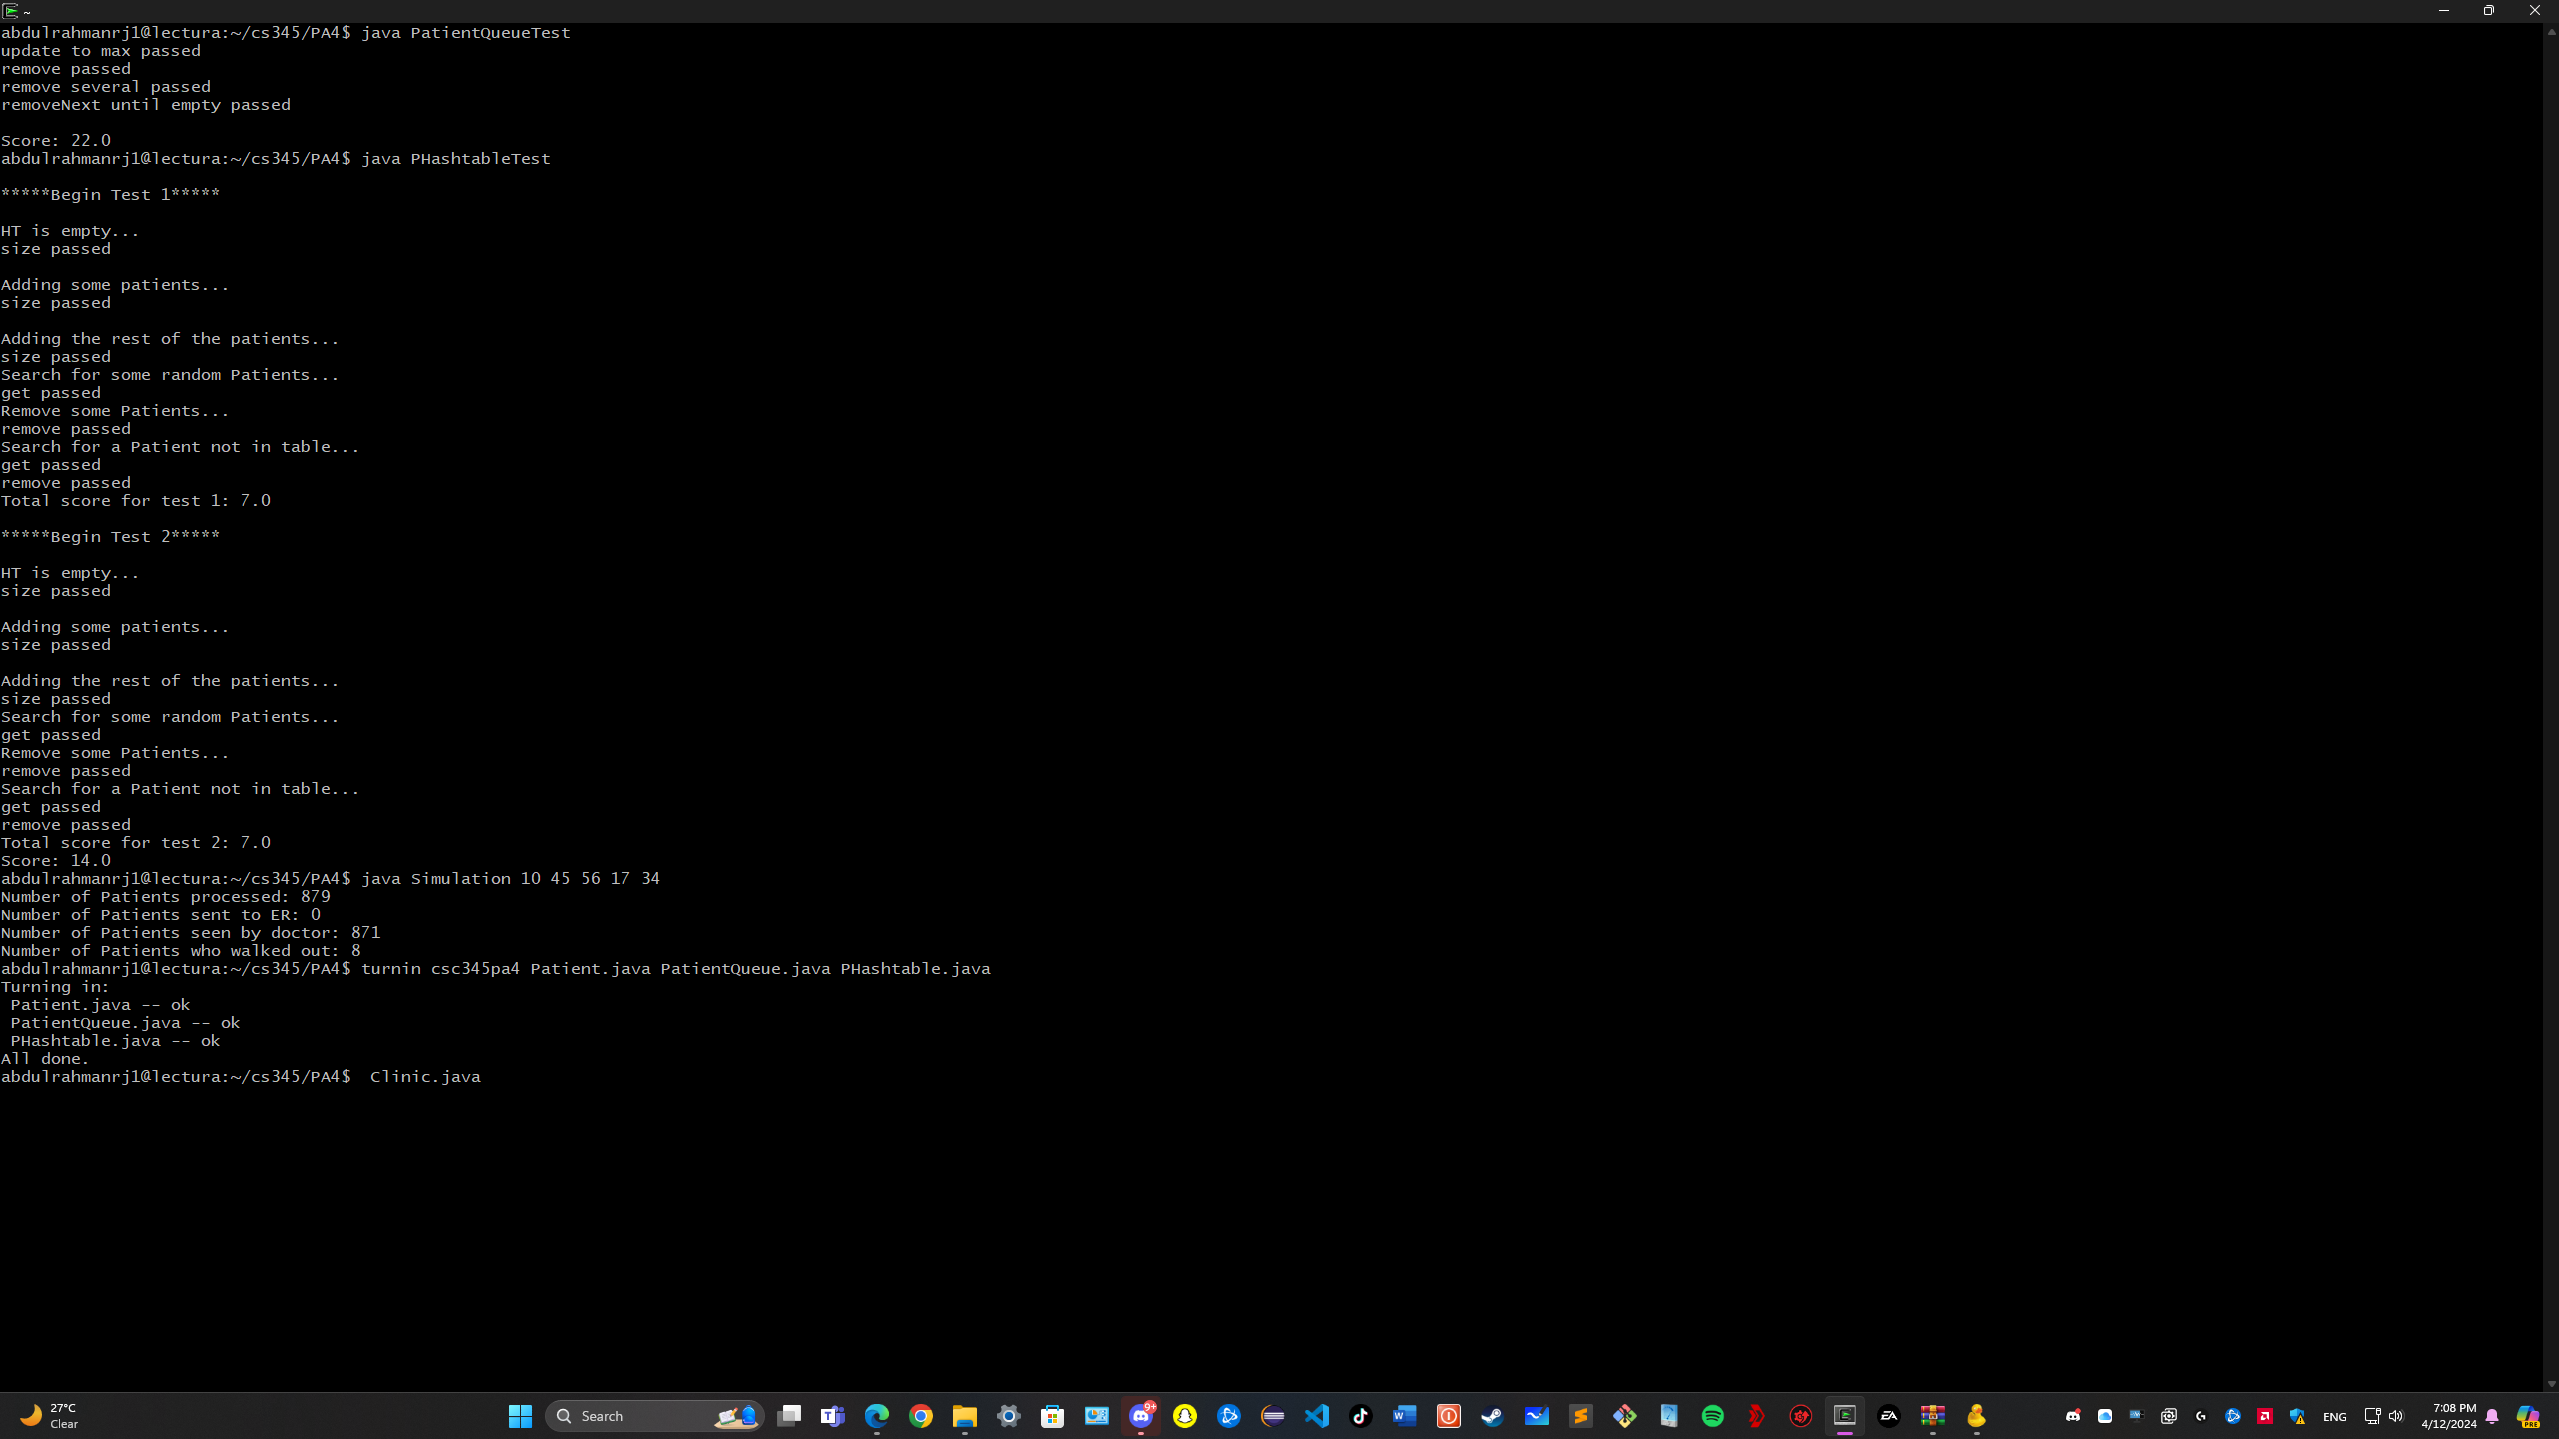 ~
abdulrahmanrj1@lectura:~/cs345/PA4$ java PatientQueueTest
update to max passed
remove passed
remove several passed
removeNext until empty passed
Score: 22.0
abdulrahmanrj1@lectura:~/cs345/PA4$ java PHashtableTest
*****Begin Test 1*****
HT is empty...
size passed
Adding some patients...
size passed
Adding the rest of the patients...
size passed
Search for some random Patients...
get passed
Remove some Patients...
remove passed
Search for a Patient not in table...
get passed
remove passed
Total score for test 1: 7.0
*****Begin Test 2*****
HT is empty...
size passed
Adding some patients...
size passed
Adding the rest of the patients...
size passed
Search for some random Patients...
get passed
Remove some Patients...
remove passed
Search for a Patient not in table...
get passed
remove passed
Total score for test 2: 7.0
Score: 14.0
abdulrahmanrj1@lectura:~/cs345/PA4$ java Simulation 10 45 56 17 34
Number of Patients processed: 879
Number of Patients sent to ER: 0
Number of Patients seen by doctor: 871
Number of Patients who walked out: 8
abdulrahmanrj1@lectura:~/cs345/PA4$ turnin csc345pa4 Patient.java PatientQueue.java PHashtable.java
Turning in:
 Patient.java -- ok
 PatientQueue.java -- ok
 PHashtable.java -- ok
All done.
abdulrahmanrj1@lectura:~/cs345/PA4$  Clinic.java
27°C
Clear
Search
9+
ENG
7:08 PM
4/12/2024
PRE